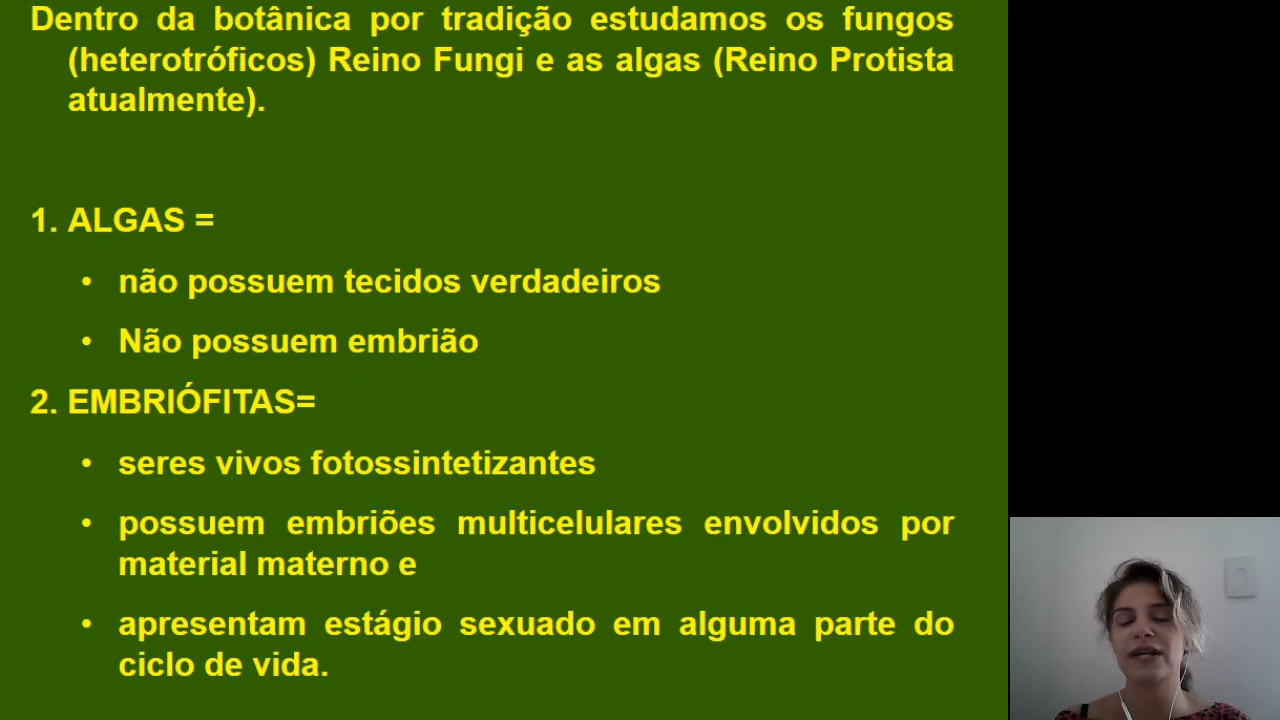 Dentro da botânica por tradição estudamos os fungos
(heterotróficos) Reino Fungi e as algas (Reino Protista
atualmente).
1. ALGAS =
• não possuem tecidos verdadeiros
• Não possuem embrião
2. EMBRIÓFITAS=
• seres vivos fotossintetizantes
• possuem embriões multicelulares envolvidos por
material materno e
• apresentam estágio sexuado em alguma parte do
ciclo de vida.